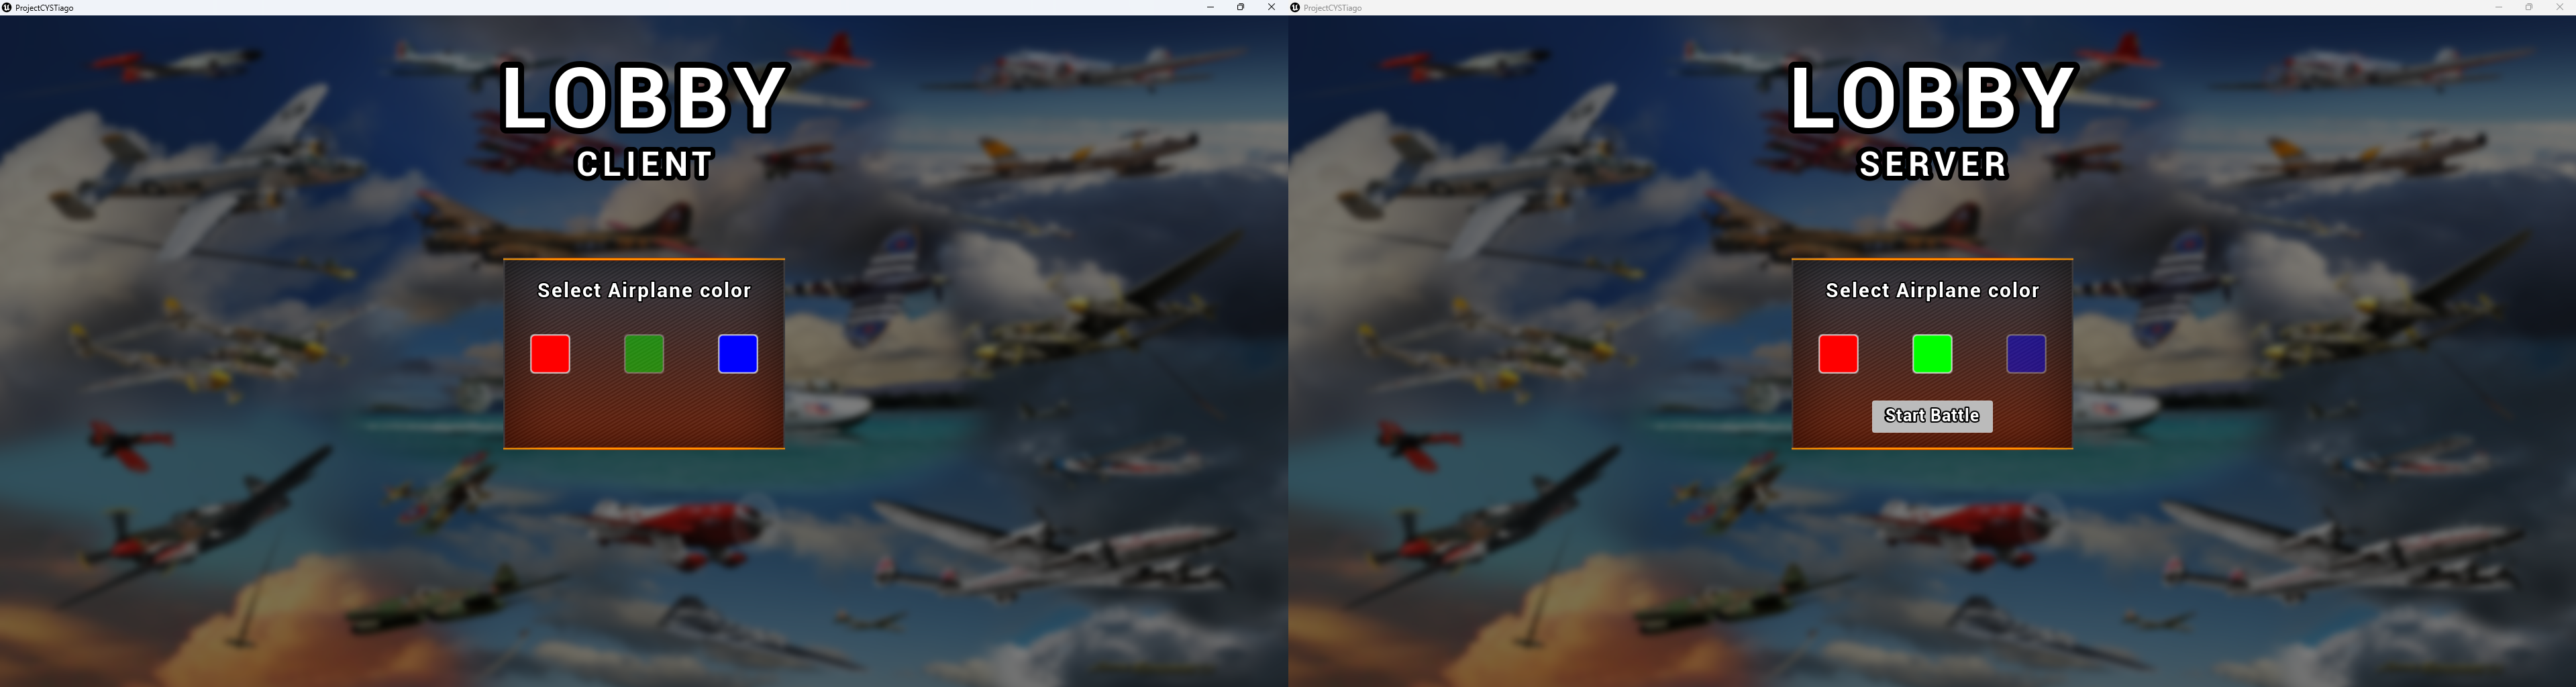 ProjectCYSTiago
LOBBY
CLIENT
Select Airplane color
ProjectCYSTiago
LOBBY
SERVER
Select Airplane color
Start Battle